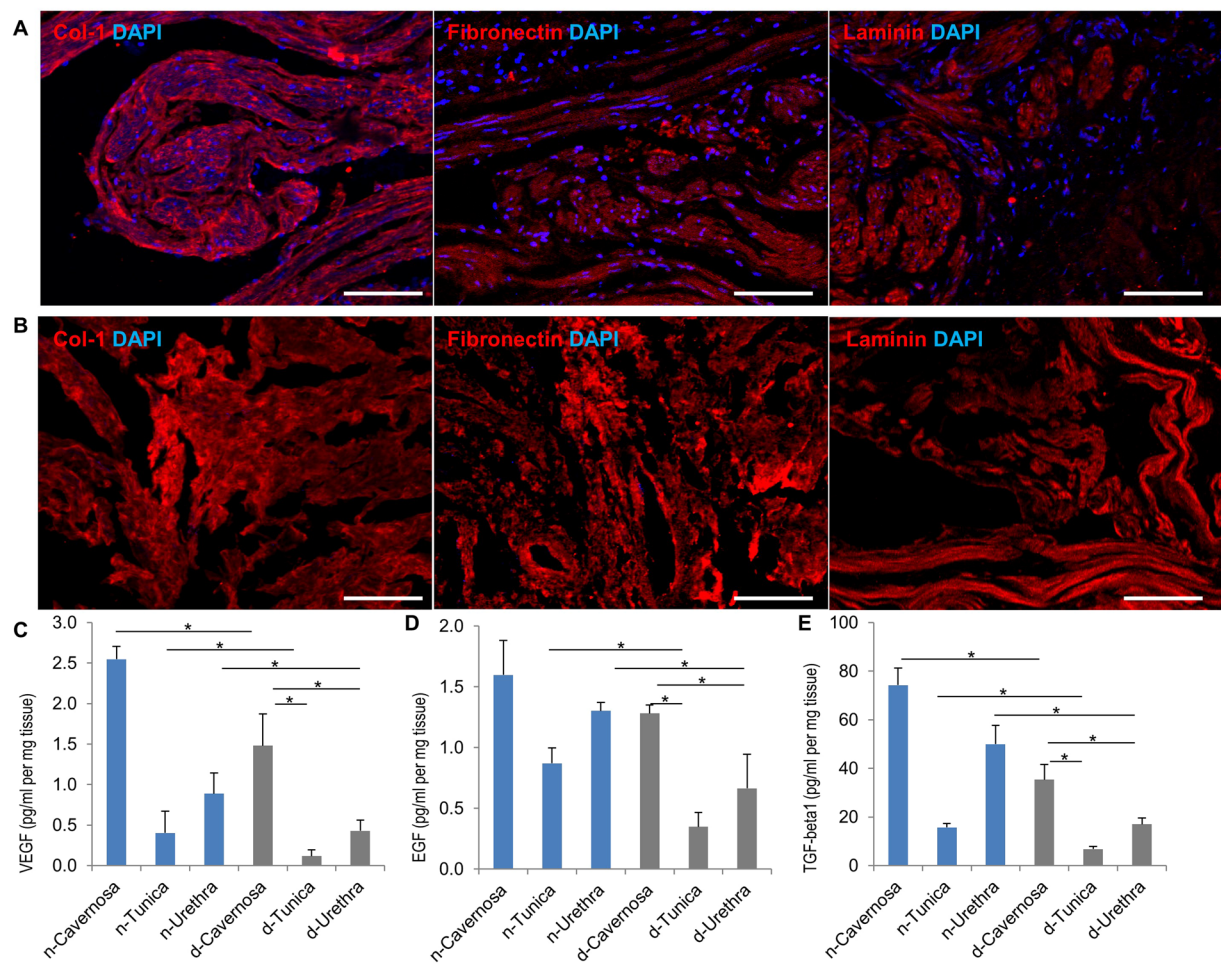 A
Col-1 DAPI
Fibronectin DAPI
Laminin DAPI
B
Col-1 DAPI
Fibronectin DAPI
Laminin DAPI
C
VEGF (pg/ml per mg tissue)
3.0
2.5
2.0
1.5
1.0
0.5
0.0
*
*
*
*
*
n-Cavernosa
n-Tunica
n-Urethra
d-Cavernosa
d-Tunica
d-Urethra
D
EGF (pg/ml per mg tissue)
2.0
1.5
1.0
0.5
0.0
*
*
*
*
n-Cavernosa
n-Tunica
n-Urethra
d-Cavernosa
d-Tunica
d-Urethra
E
TGF-beta1 (pg/ml per mg tissue)
100
80
60
40
20
0
*
*
*
*
*
n-Cavernosa
n-Tunica
n-Urethra
d-Cavernosa
d-Tunica
d-Urethra